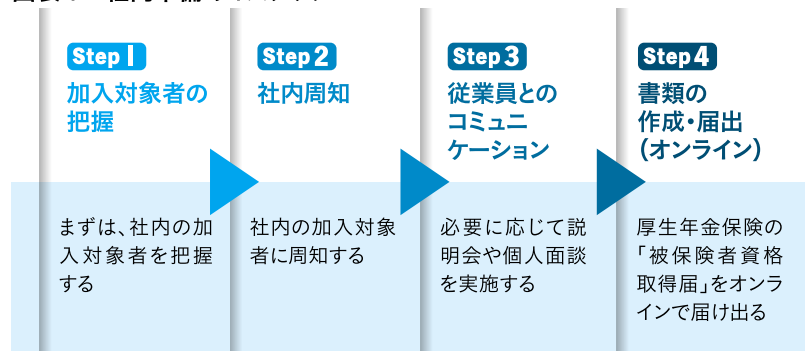 Step 1
加入対象者の
把握
まずは、社内の加
入対象者を把握
する
Step 2
社内周知
社内の加入対象
者に周知する
Step 3
従業員との
コミュニ
ケーション
必要に応じて説
明会や個人面談
を実施する
Step 4
書類の
作成・届出
（オンライン）
厚生年金保険の
「被保険者資格
取得届」をオンラ
インで届け出る